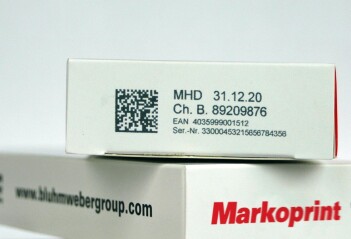 MHD 31.12.20
Ch. B. 89209876
EAN 4035999001512
Ser.-Nr. 33000453215656784356
www.bluhmwebergroup.com
Markoprint